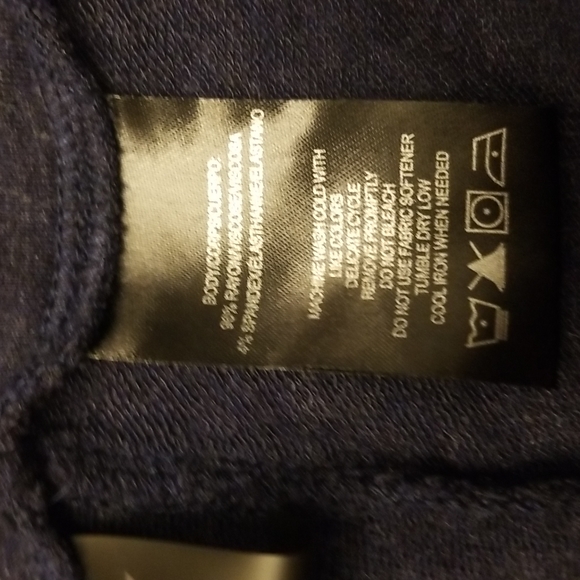 BODY/CORPS/CUERPO:
96% RAYON/VISCOSE/VISCOSA
4% SPANDEX/ELASTHANNE/ELASTANO
MACHINE WASH COLD WITH
LIKE COLORS
DELICATE CYCLE
REMOVE PROMPTLY
DO NOT BLEACH
DO NOT USE FABRIC SOFTENER
TUMBLE DRY LOW
COOL IRON WHEN NEEDED